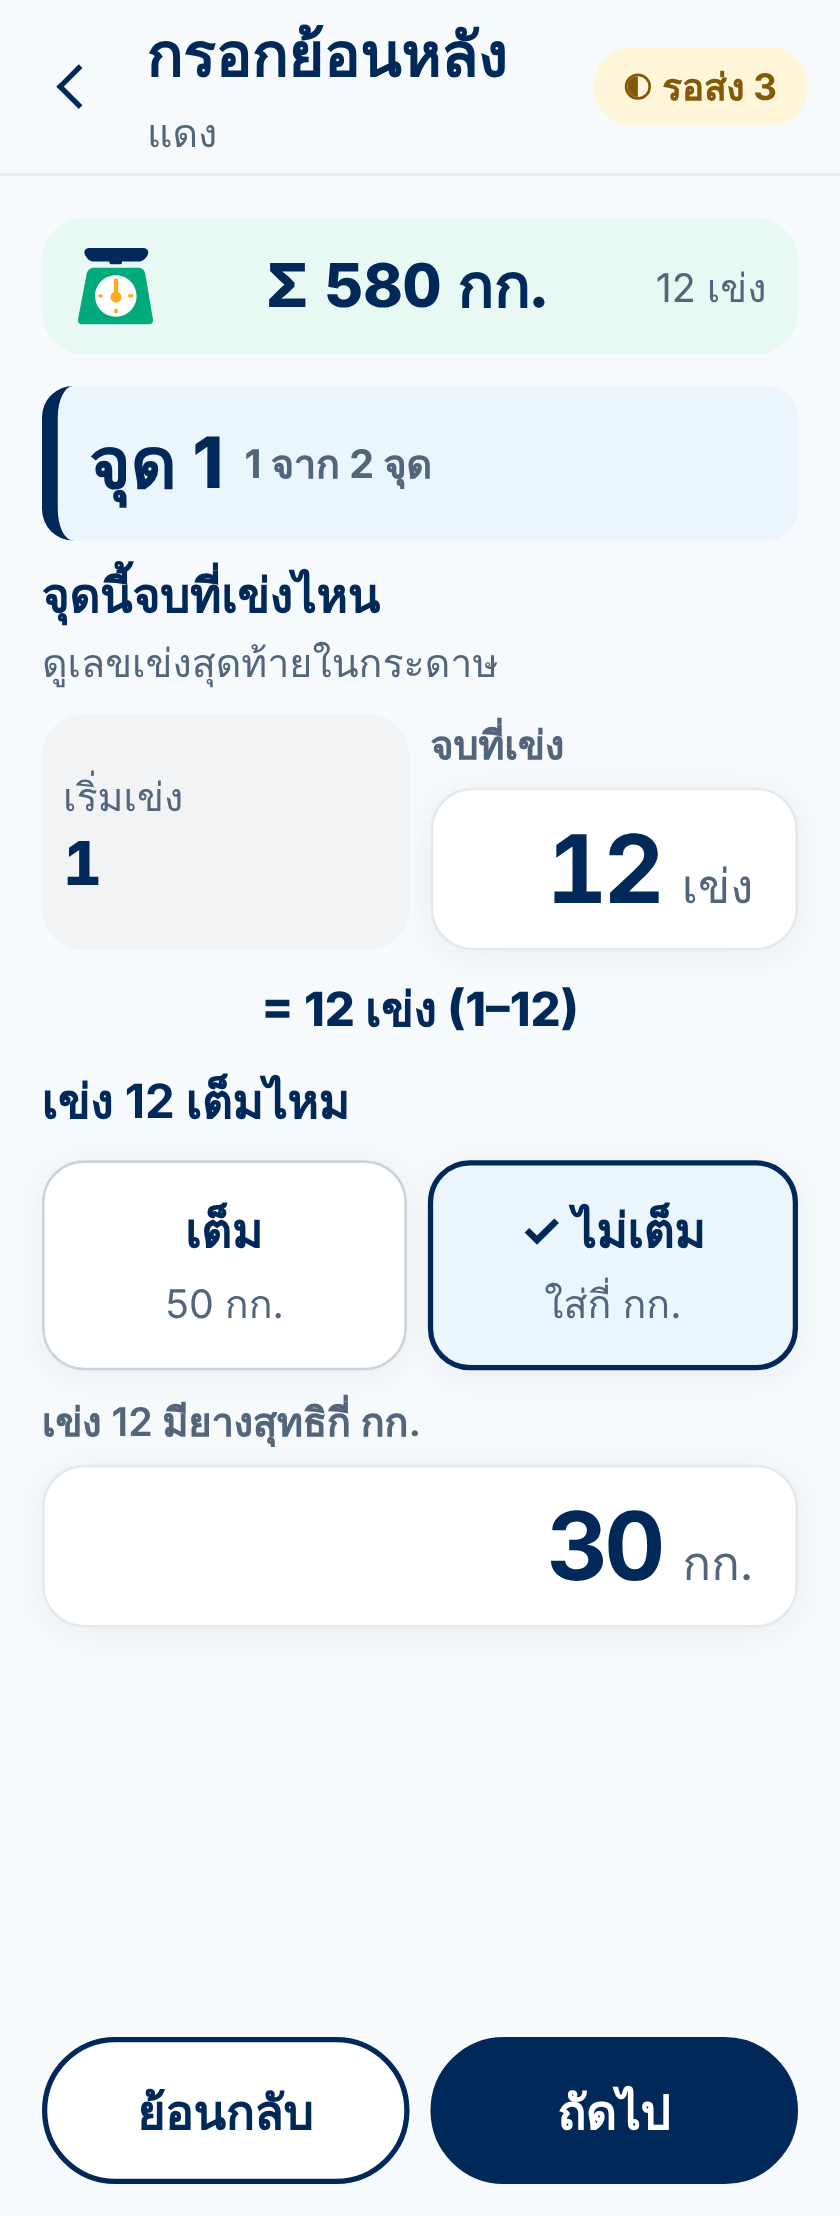 กรอกย้อนหลัง
แดง
รอส่ง 3
Σ 580 กก.
12 เข่ง
จุด 1 1 จาก 2 จุด
จุดนี้จบที่เข่งไหน
ดูเลขเข่งสุดท้ายในกระดาษ
เริ่มเข่ง
1
จบที่เข่ง
12 เข่ง
= 12 เข่ง (1–12)
เข่ง 12 เต็มไหม
เต็ม
50 กก.
✓ ไม่เต็ม
ใส่กี่ กก.
เข่ง 12 มียางสุทธิกี่ กก.
30 กก.
ย้อนกลับ
ถัดไป